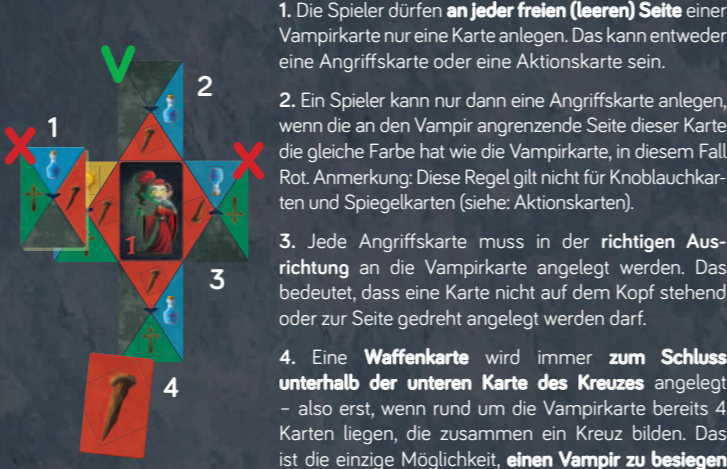 1. Die Spieler dürfen an jeder freien (leeren) Seite einer
Vampirkarte nur eine Karte anlegen. Das kann entweder
eine Angriffskarte oder eine Aktionskarte sein.
2. Ein Spieler kann nur dann eine Angriffskarte anlegen,
wenn die an den Vampir angrenzende Seite dieser Karte
die gleiche Farbe hat wie die Vampirkarte, in diesem Fall
Rot. Anmerkung: Diese Regel gilt nicht für Knoblauchkar-
ten und Spiegelkarten (siehe: Aktionskarten).
3. Jede Angriffskarte muss in der richtigen Aus-
richtung an die Vampirkarte angelegt werden. Das
bedeutet, dass eine Karte nicht auf dem Kopf stehend
oder zur Seite gedreht angelegt werden darf.
4. Eine Waffenkarte wird immer zum Schluss
unterhalb der unteren Karte des Kreuzes angelegt
– also erst, wenn rund um die Vampirkarte bereits 4
Karten liegen, die zusammen ein Kreuz bilden. Das
ist die einzige Möglichkeit, einen Vampir zu besiegen
2
1
1
3
4